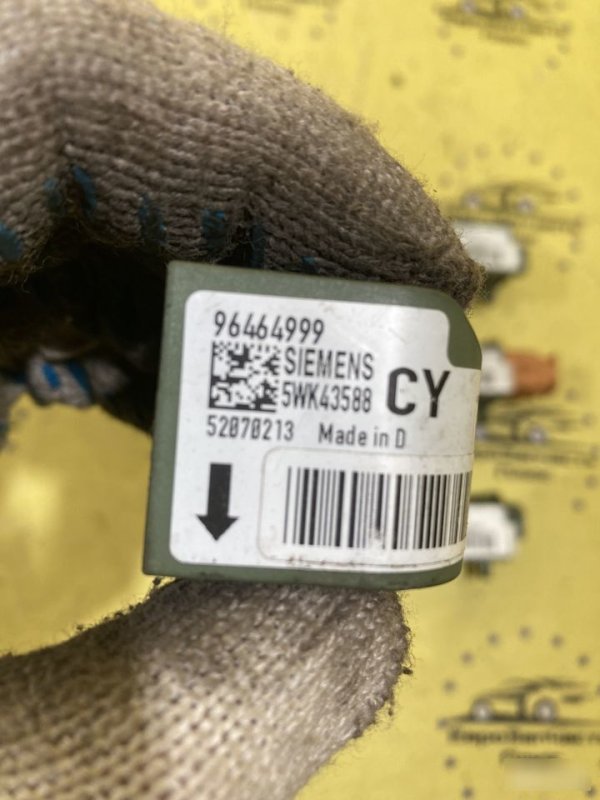 96464999
SIEMENS
5WK43588
CY
52070213 Made in D